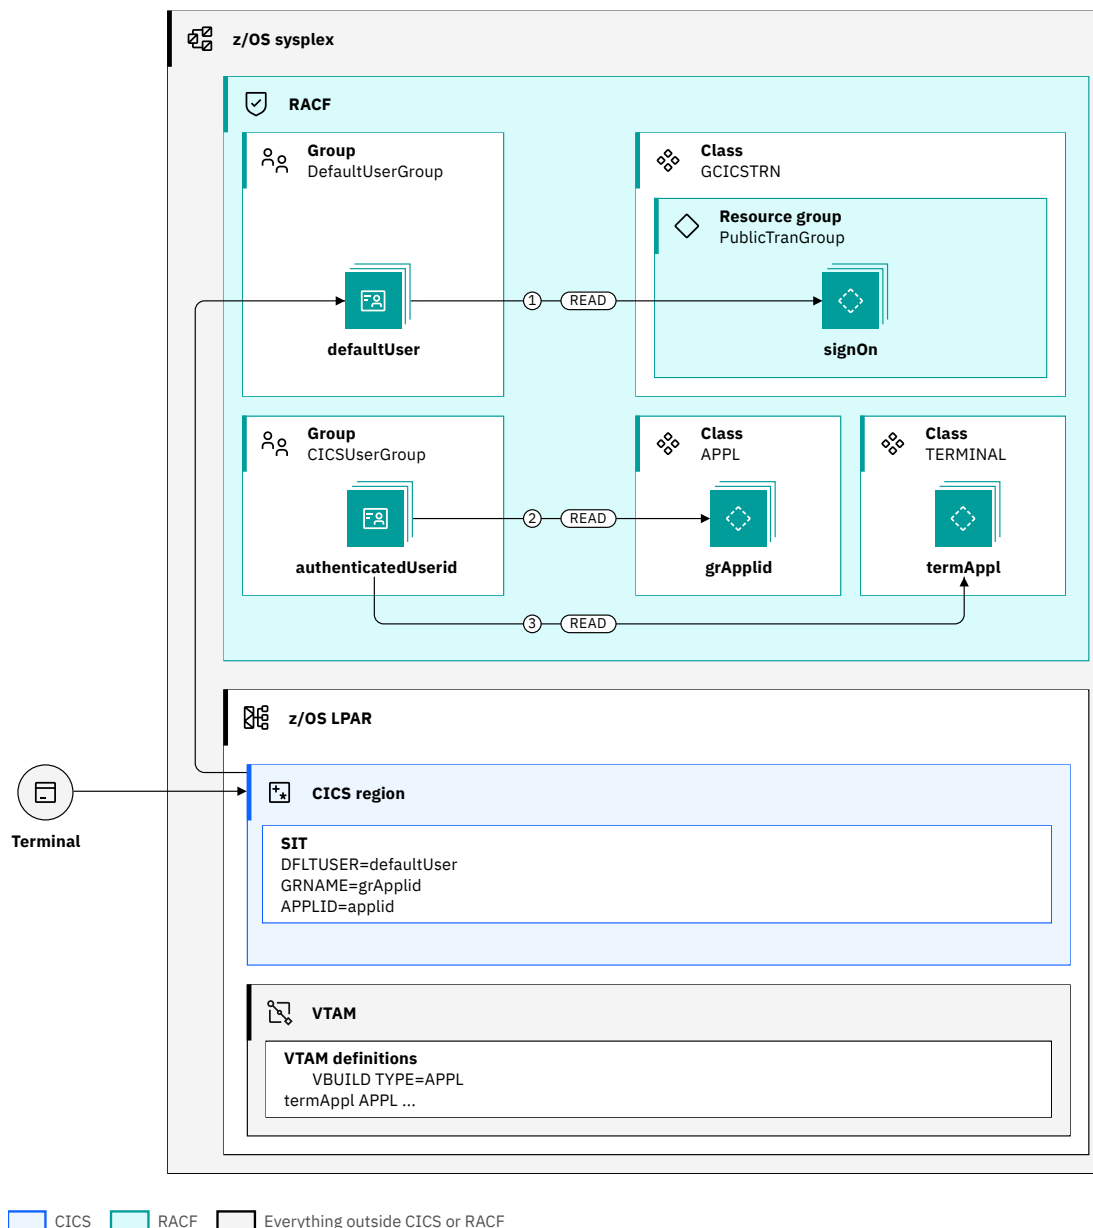 z/OS sysplex
RACF
Group
DefaultUserGroup
Class
GCICSTRN
Resource group
PublicTranGroup
1
READ
defaultUser
signOn
Group
CICSUserGroup
Class
APPL
Class
TERMINAL
2
READ
authenticatedUserid
grApplid
termAppl
3
READ
z/OS LPAR
Terminal
CICS region
SIT
DFLTUSER=defaultUser
GRNAME=grApplid
APPLID=applid
VTAM
VTAM definitions
VBUILD TYPE=APPL
termAppl APPL ...
CICS
RACF
Everything outside CICS or RACF